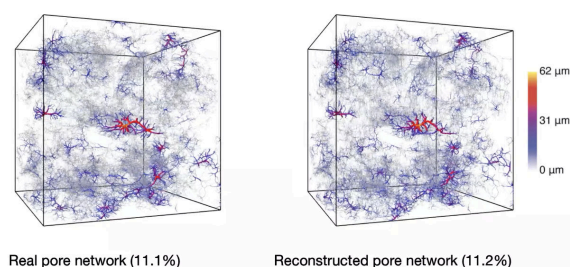 62 µm
31 µm
0 µm
Real pore network (11.1%)
Reconstructed pore network (11.2%)